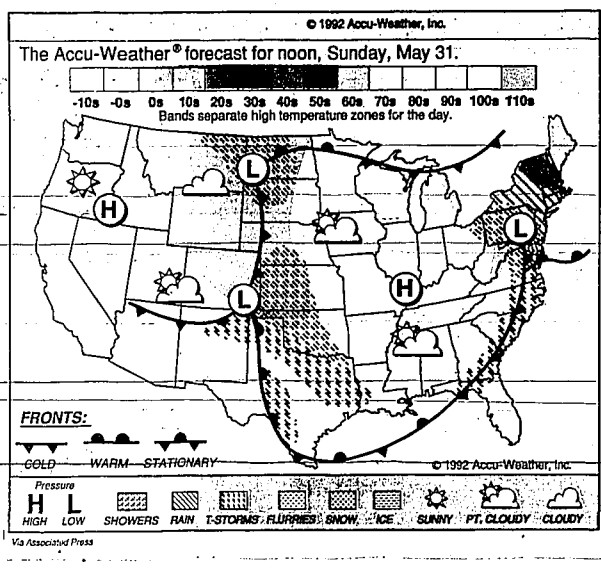 © 1992 Accu-Weather, Inc.
The Accu-Weather® forecast for noon, Sunday, May 31.
-10s -0s 0s 10s 20s 30s 40s 50s 60s 70s 80s 90s 100s 110s
Bands separate high temperature zones for the day.
L
H
L
L
H
FRONTS:
COLD WARM STATIONARY
© 1992 Accu-Weather, Inc.
Pressure
H L
HIGH LOW SHOWERS RAIN T-STORMS FLURRIES SNOW ICE SUNNY PT. CLOUDY CLOUDY
Via Associated Press